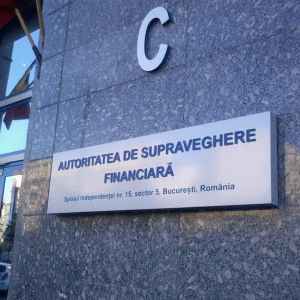 C
AUTORITATEA DE SUPRAVEGHERE
FINANCIARĂ
Splaiul Independenței nr. 15, sector 5, București, România